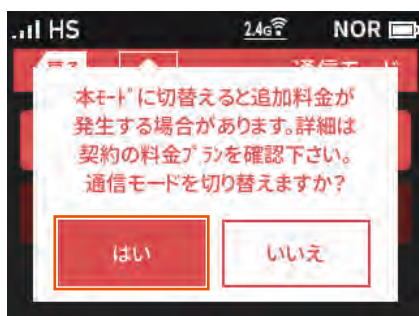 HS 2.4G NOR
戻る 通信モード
本ﾓｰﾄﾞに切替えると追加料金が
発生する場合があります。詳細は
契約の料金ﾌﾟﾗﾝを確認下さい。
通信モードを切り替えますか?
はい いいえ